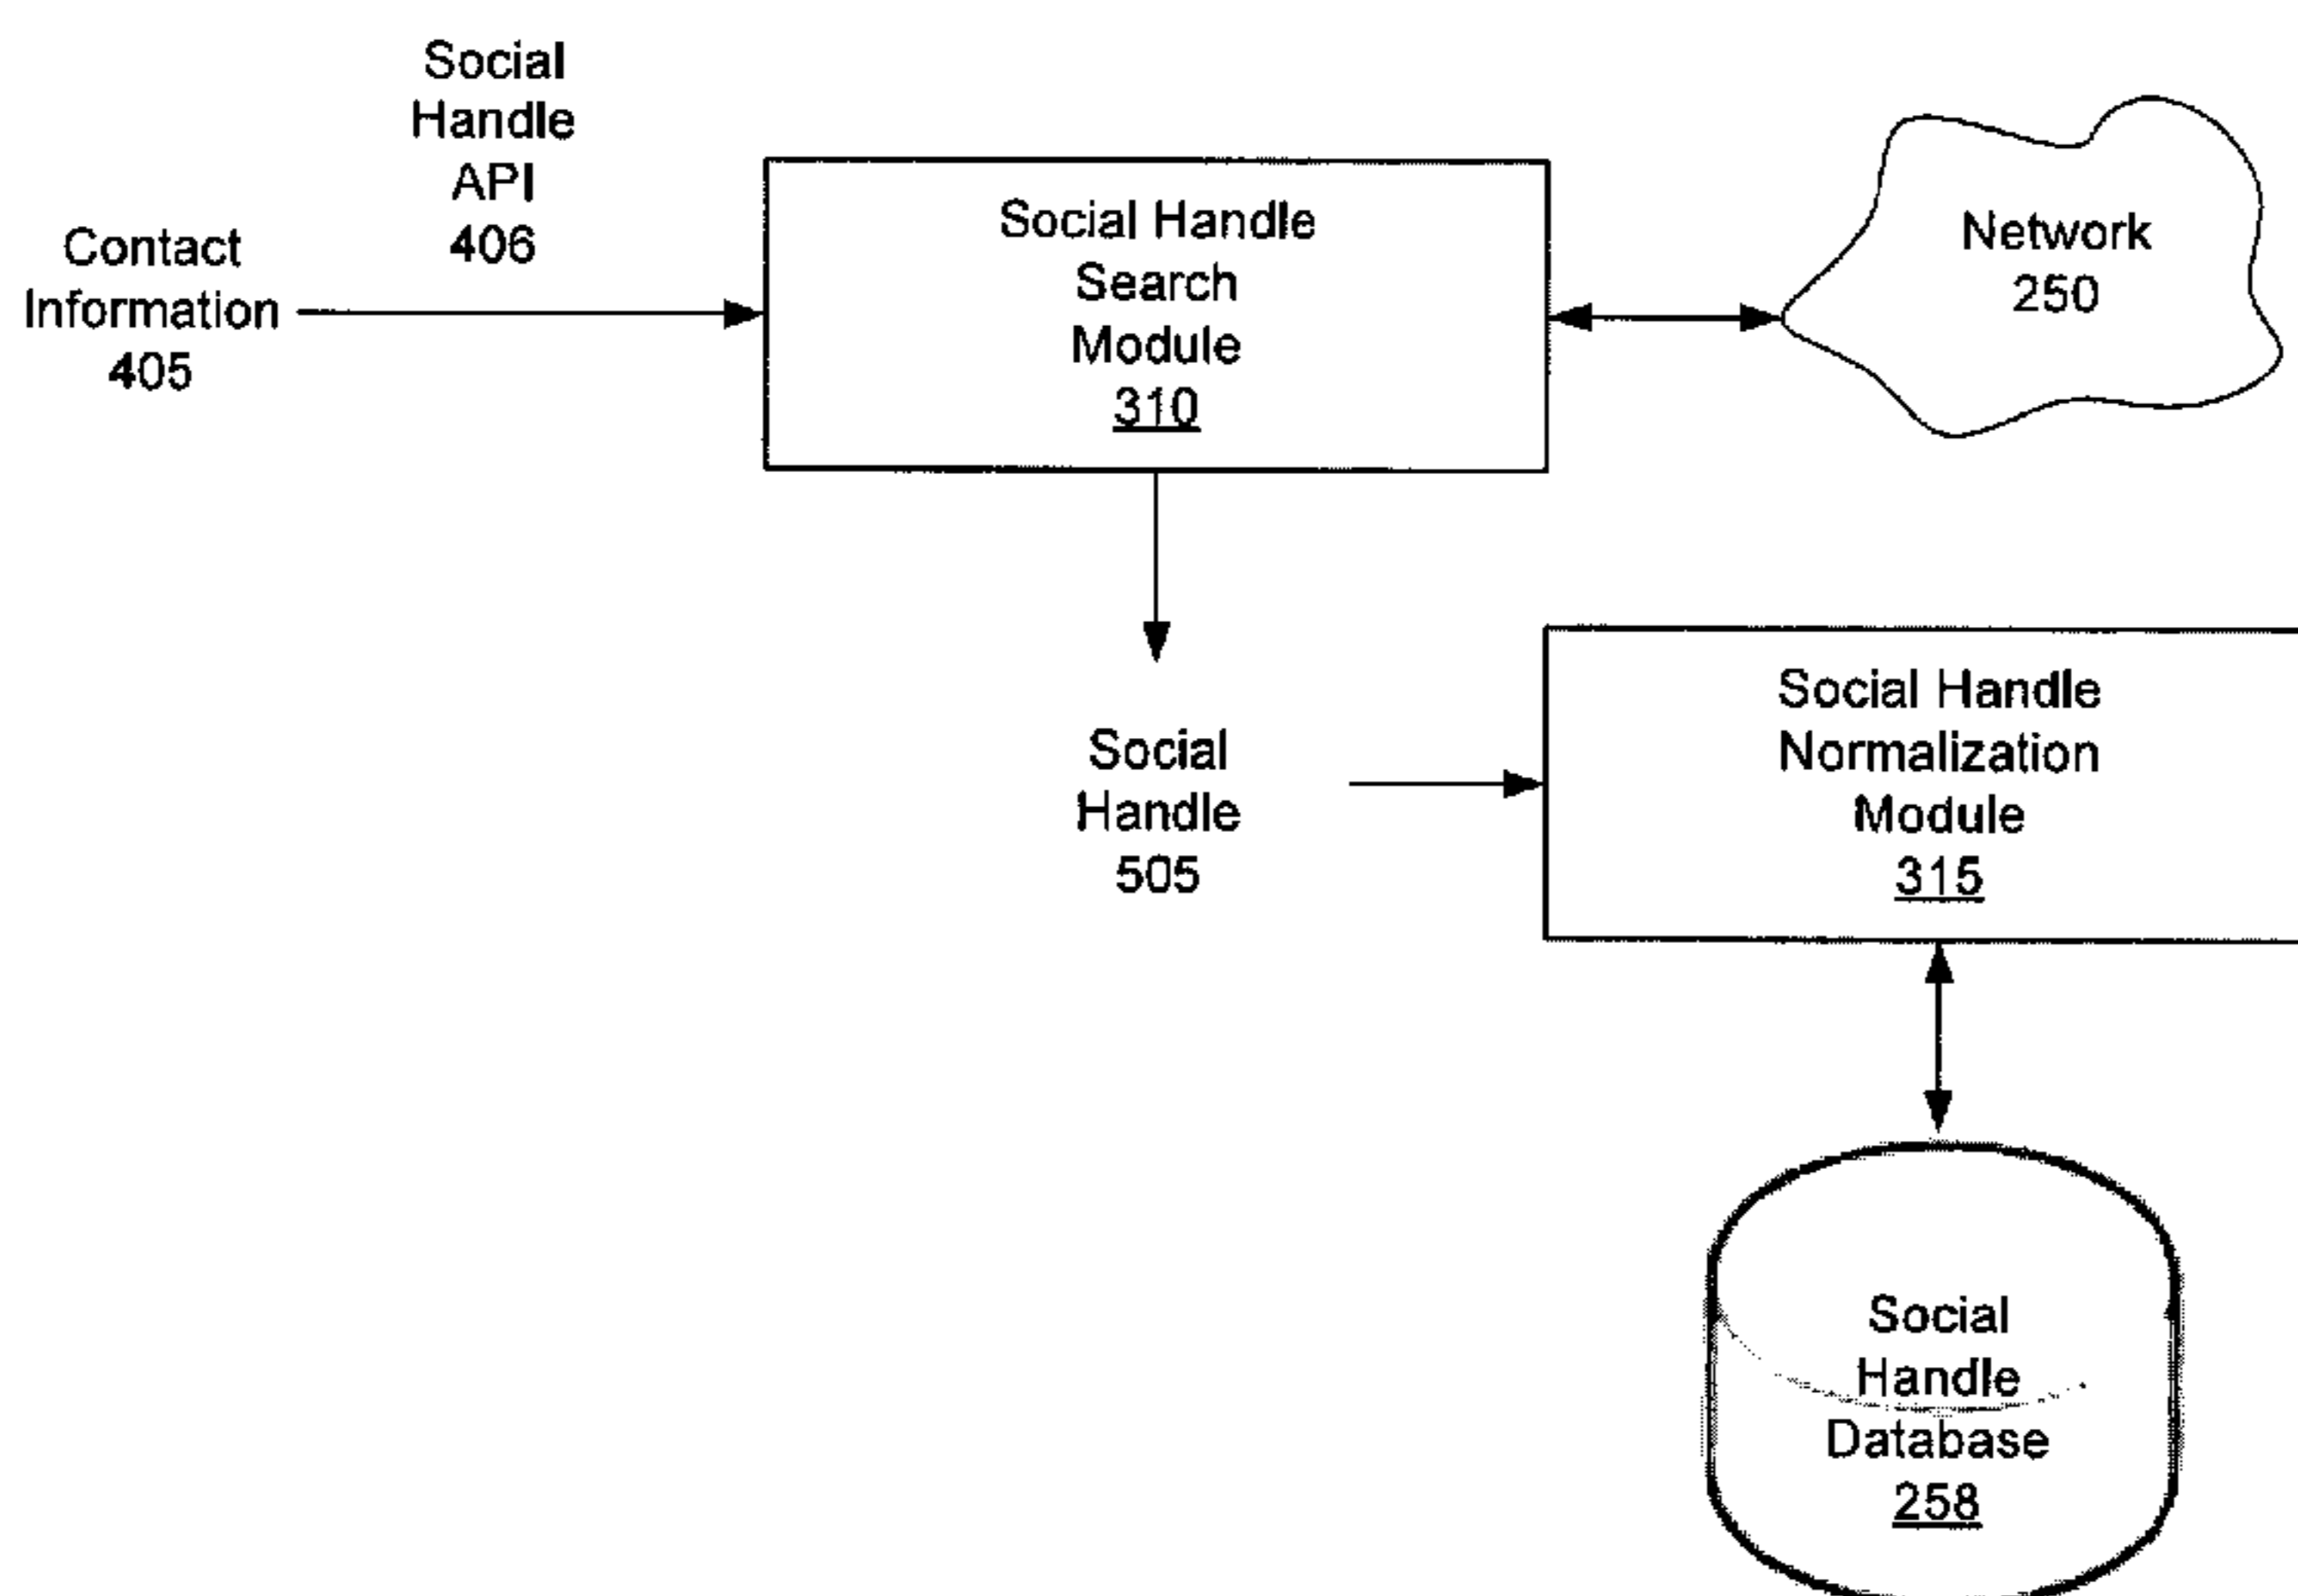 Social
Handle
API
406
Contact
Information
405
Social Handle
Search
Module
310
Network
250
Social
Handle
505
Social Handle
Normalization
Module
315
Social
Handle
Database
258